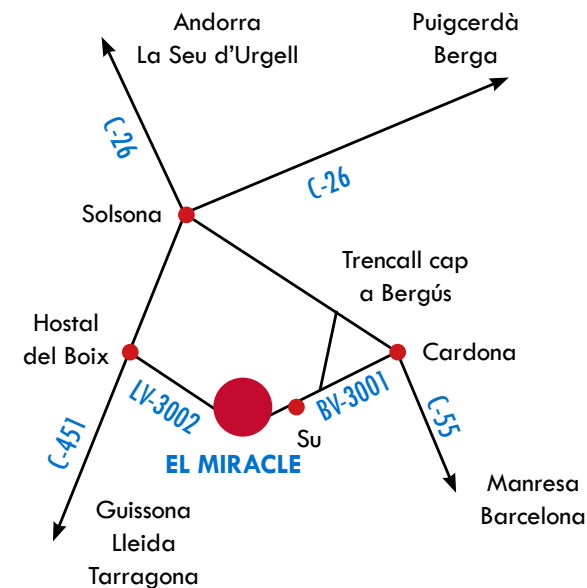 Andorra
La Seu d'Urgell
Puigcerdà
Berga
C-26
C-26
Solsona
Trencall cap
a Bergús
Hostal
del Boix
Cardona
LV-3002
BV-3001
C-451
C-55
Su
EL MIRACLE
Manresa
Barcelona
Guissona
Lleida
Tarragona